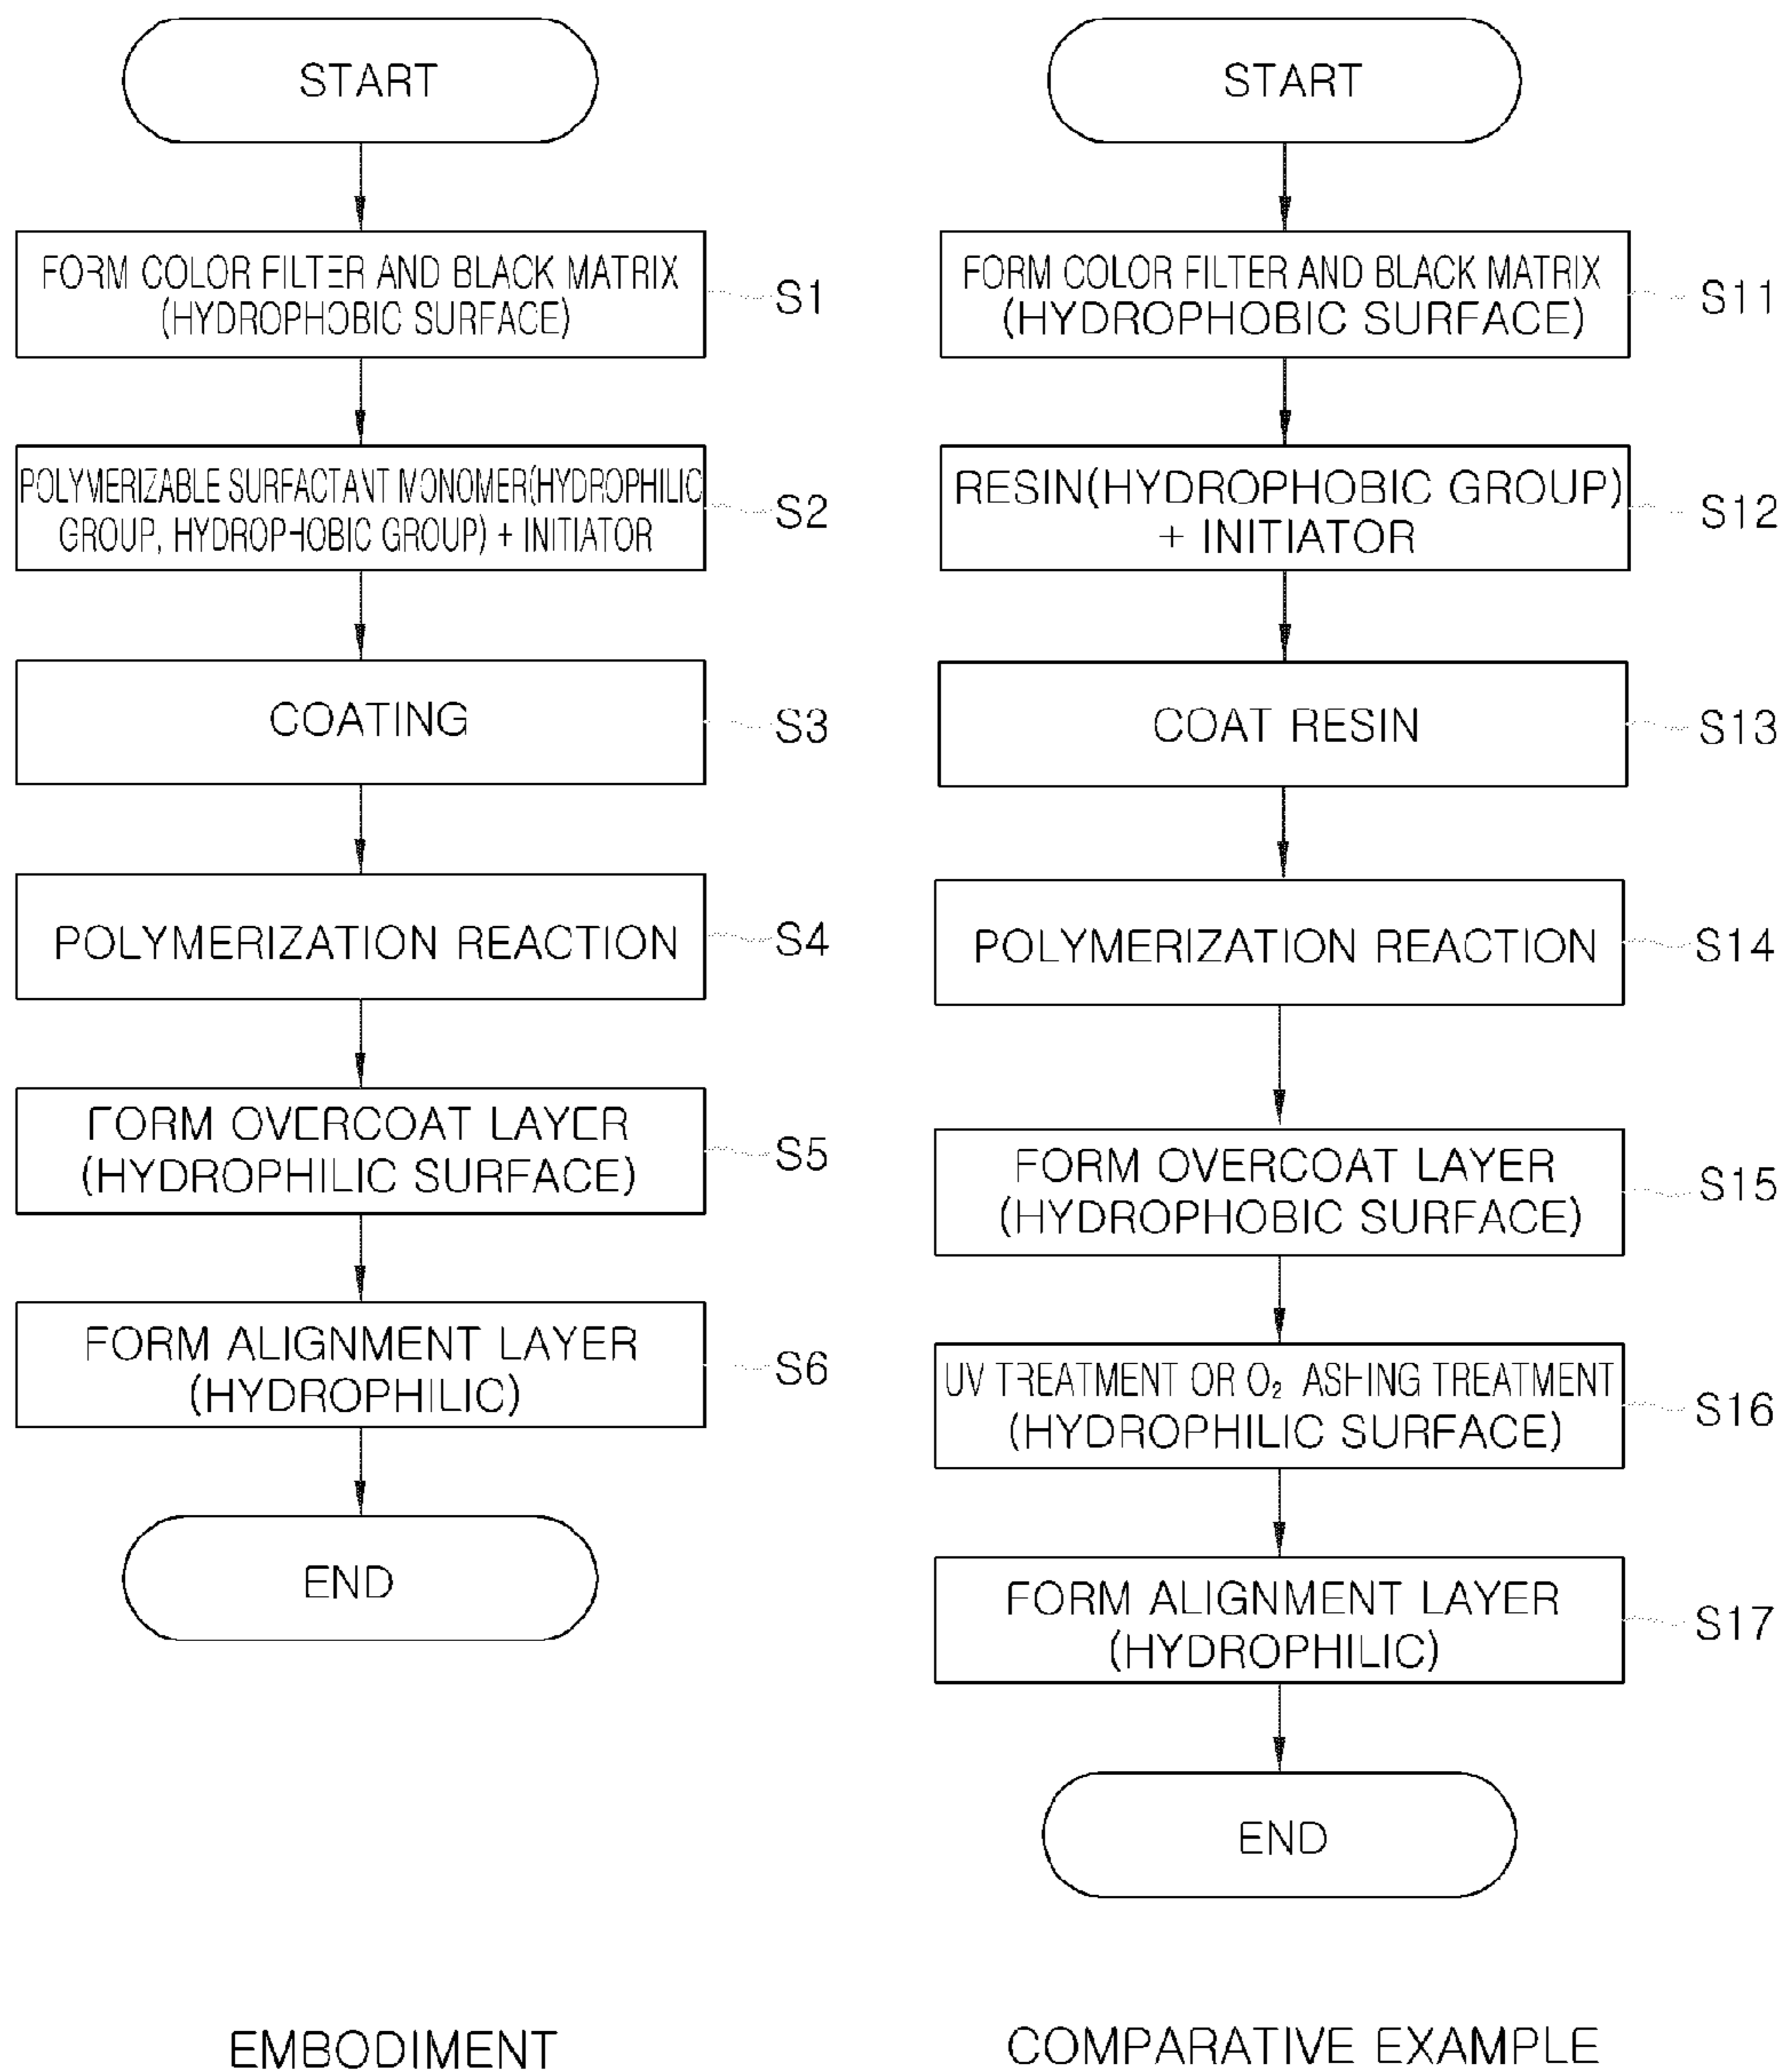 START
FORM COLOR FILTER AND BLACK MATRIX
(HYDROPHOBIC SURFACE)
S1
POLYMERIZABLE SURFACTANT MONOMER(HYDROPHILIC
GROUP, HYDROPHOBIC GROUP) + INITIATOR
S2
COATING
S3
POLYMERIZATION REACTION
S4
FORM OVERCOAT LAYER
(HYDROPHILIC SURFACE)
S5
FORM ALIGNMENT LAYER
(HYDROPHILIC)
S6
END
EMBODIMENT
START
FORM COLOR FILTER AND BLACK MATRIX
(HYDROPHOBIC SURFACE)
S11
RESIN(HYDROPHOBIC GROUP)
+ INITIATOR
S12
COAT RESIN
S13
POLYMERIZATION REACTION
S14
FORM OVERCOAT LAYER
(HYDROPHOBIC SURFACE)
S15
UV TREATMENT OR O₂ ASHING TREATMENT
(HYDROPHILIC SURFACE)
S16
FORM ALIGNMENT LAYER
(HYDROPHILIC)
S17
END
COMPARATIVE EXAMPLE